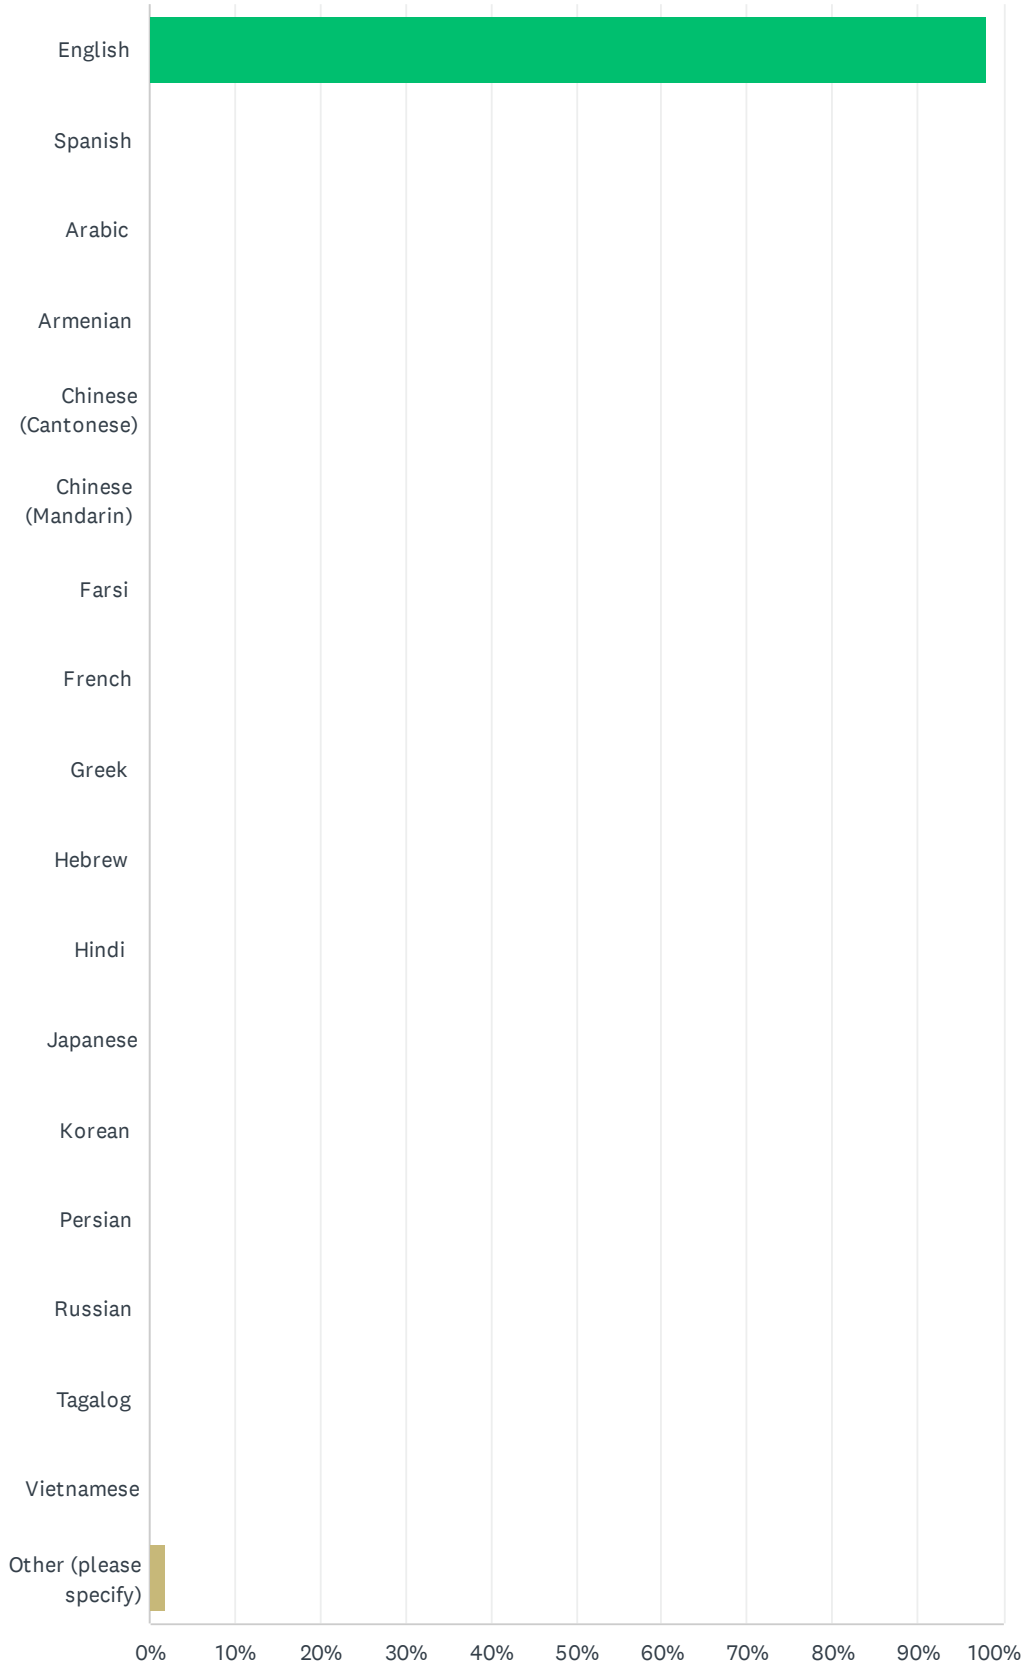 English
Spanish
Arabic
Armenian
Chinese
(Cantonese)
Chinese
(Mandarin)
Farsi
French
Greek
Hebrew
Hindi
Japanese
Korean
Persian
Russian
Tagalog
Vietnamese
Other (please
specify)
0% 10% 20% 30% 40% 50% 60% 70% 80% 90% 100%